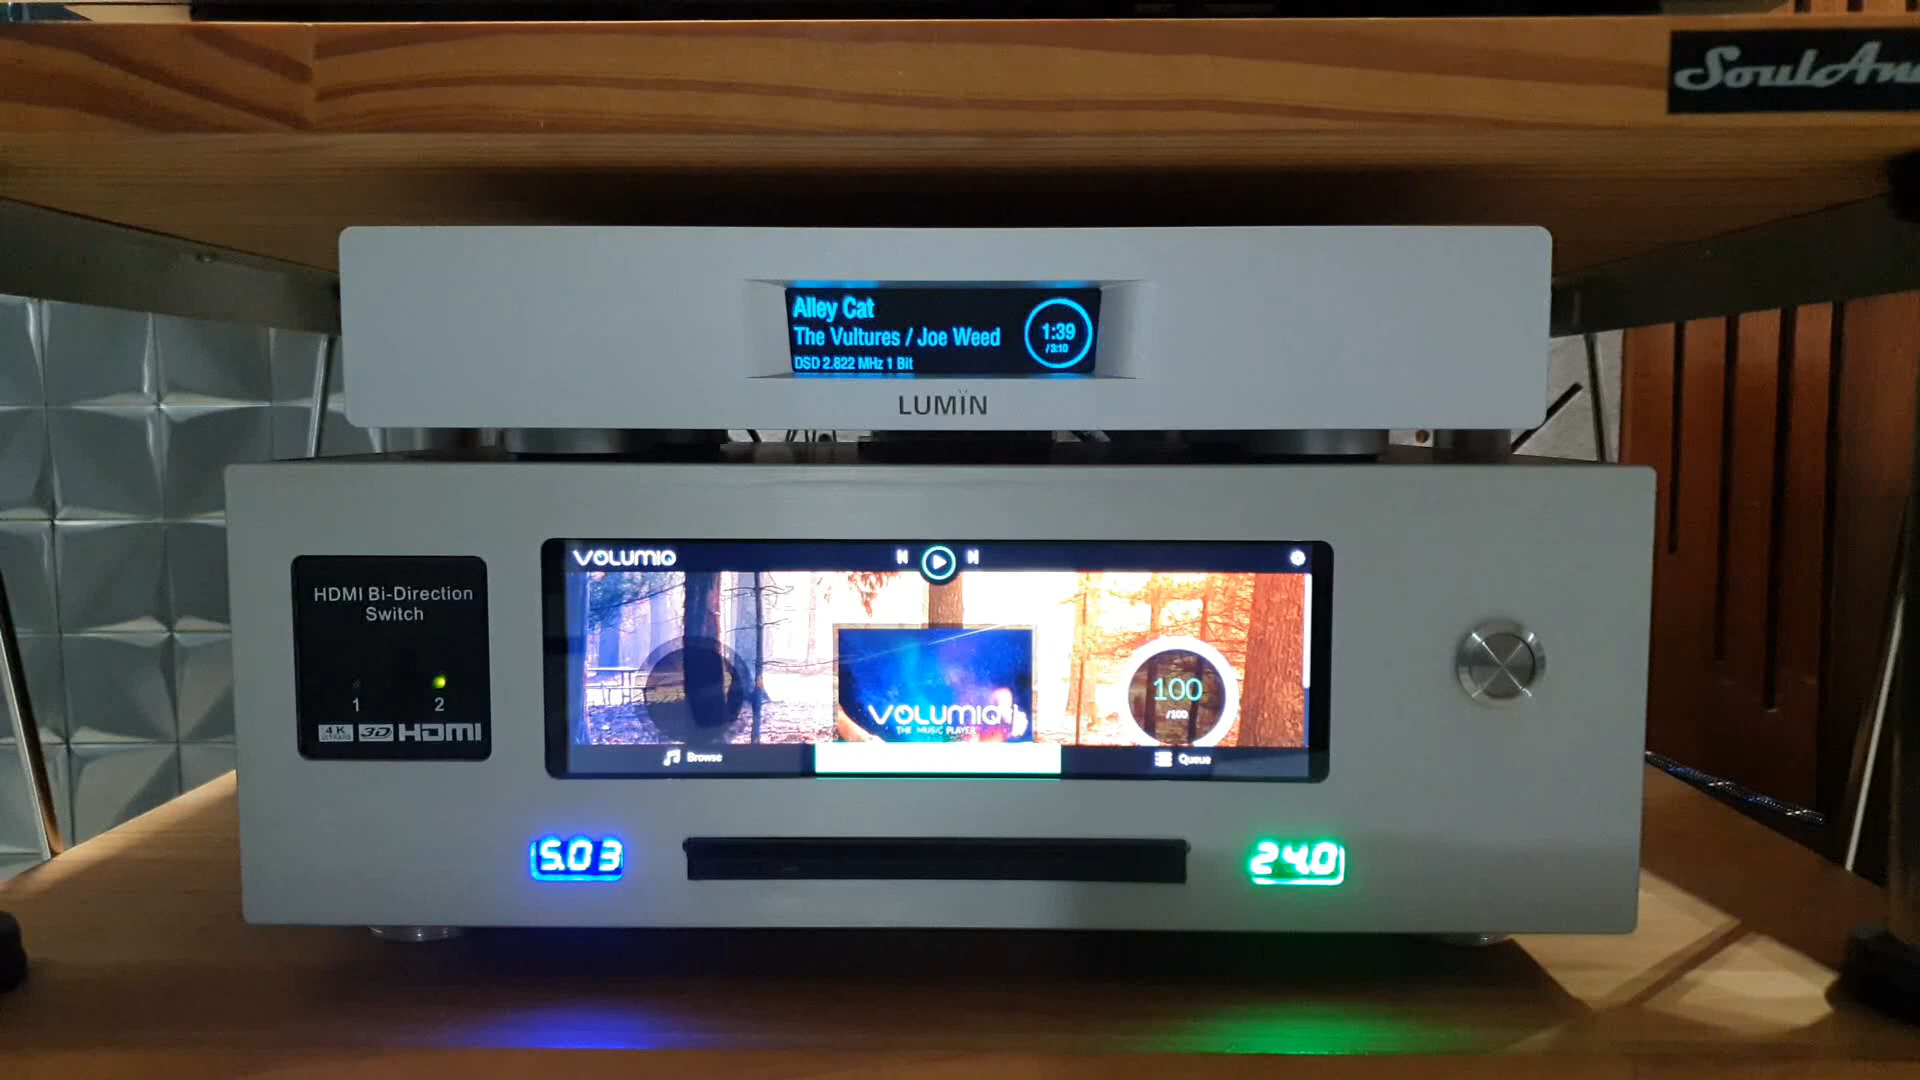 SoulAu
Alley Cat
The Vultures / Joe Weed
DSD 2.822 MHz 1 Bit
1:39
/3:10
LUMÏN
HDMI Bi-Direction
Switch
1 2
4K
3D
HDMI
VOLUMIO
VOLUMIO
THE MUSIC PLAYER
100
/100
Browse
Queue
5.03
24.0